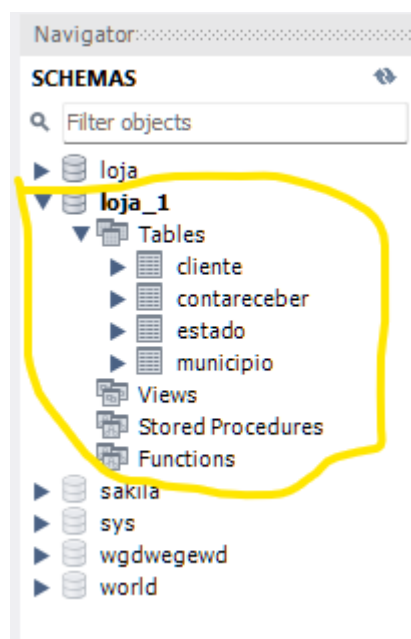 Navigator
SCHEMAS
Filter objects
loja
loja_1
Tables
cliente
contareceber
estado
municipio
Views
Stored Procedures
Functions
sakila
sys
wgdwegewd
world